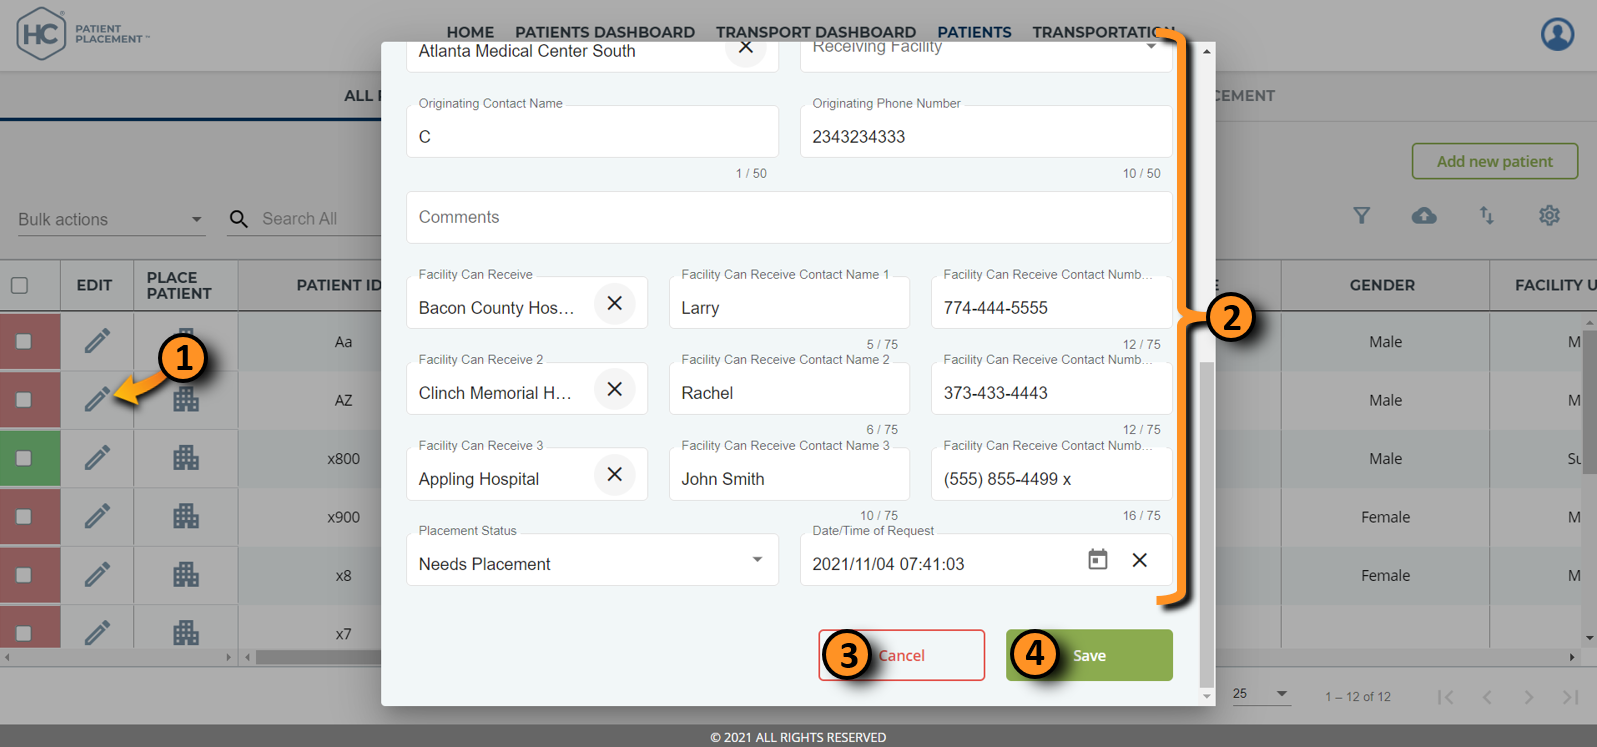 HC PATIENT PLACEMENT ™
HOME PATIENTS DASHBOARD TRANSPORT DASHBOARD PATIENTS TRANSPORTATION
ALL P
CEMENT
Add new patient
Bulk actions
Search All
EDIT
PLACE PATIENT
PATIENT ID
E
GENDER
FACILITY U
Aa
Male
M
AZ
Male
M
x800
Male
Su
x900
Female
x8
Female
M
x7
Atlanta Medical Center South
Receiving Facility
Originating Contact Name
C
1 / 50
Originating Phone Number
2343234333
10 / 50
Comments
Facility Can Receive
Bacon County Hos...
Facility Can Receive Contact Name 1
Larry
5 / 75
Facility Can Receive Contact Numb...
774-444-5555
12 / 75
Facility Can Receive 2
Clinch Memorial H...
Facility Can Receive Contact Name 2
Rachel
6 / 75
Facility Can Receive Contact Numb...
373-433-4443
12 / 75
Facility Can Receive 3
Appling Hospital
Facility Can Receive Contact Name 3
John Smith
10 / 75
Facility Can Receive Contact Numb...
(555) 855-4499 x
16 / 75
Placement Status
Needs Placement
Date/Time of Request
2021/11/04 07:41:03
Cancel
Save
1
2
3
4
25
1 – 12 of 12
© 2021 ALL RIGHTS RESERVED